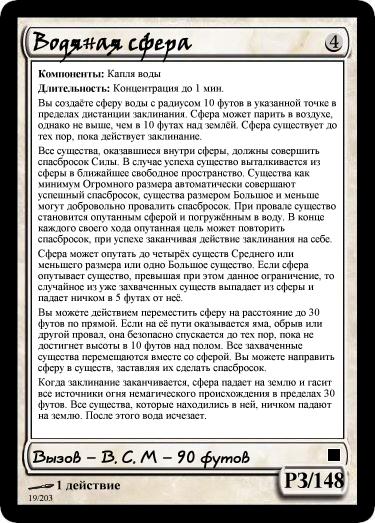 Водяная сфера
4
Компоненты: Капля воды
Длительность: Концентрация до 1 мин.
Вы создаёте сферу воды с радиусом 10 футов в указанной точке в
пределах дистанции заклинания. Сфера может парить в воздухе,
однако не выше, чем в 10 футах над землёй. Сфера существует до
тех пор, пока действует заклинание.
Все существа, оказавшиеся внутри сферы, должны совершить
спасбросок Силы. В случае успеха существо выталкивается из
сферы в ближайшее свободное пространство. Существа как
минимум Огромного размера автоматически совершают
успешный спасбросок, существа размером Большое и меньше
могут добровольно провалить спасбросок. При провале существо
становится опутанным сферой и погружённым в воду. В конце
каждого своего хода опутанная цель может повторить
спасбросок, при успехе заканчивая действие заклинания на себе.
Сфера может опутать до четырёх существ Среднего или
меньшего размера или одно Большое существо. Если сфера
опутывает существо, превышая при этом данное ограничение, то
случайное из уже захваченных существ выпадает из сферы и
падает ничком в 5 футах от неё.
Вы можете действием переместить сферу на расстояние до 30
футов по прямой. Если на её пути оказывается яма, обрыв или
другой провал, она безопасно спускается до тех пор, пока не
достигнет высоты в 10 футов над полом. Все захваченные
существа перемещаются вместе со сферой. Вы можете направить
сферу в существ, заставляя их сделать спасбросок.
Когда заклинание заканчивается, сфера падает на землю и гасит
все источники огня немагического происхождения в пределах 30
футов. Все существа, которые находились в ней, ничком падают
на землю. После этого вода исчезает.
Вызов – В, С, М – 90 футов
1 действие
P3/148
19/203